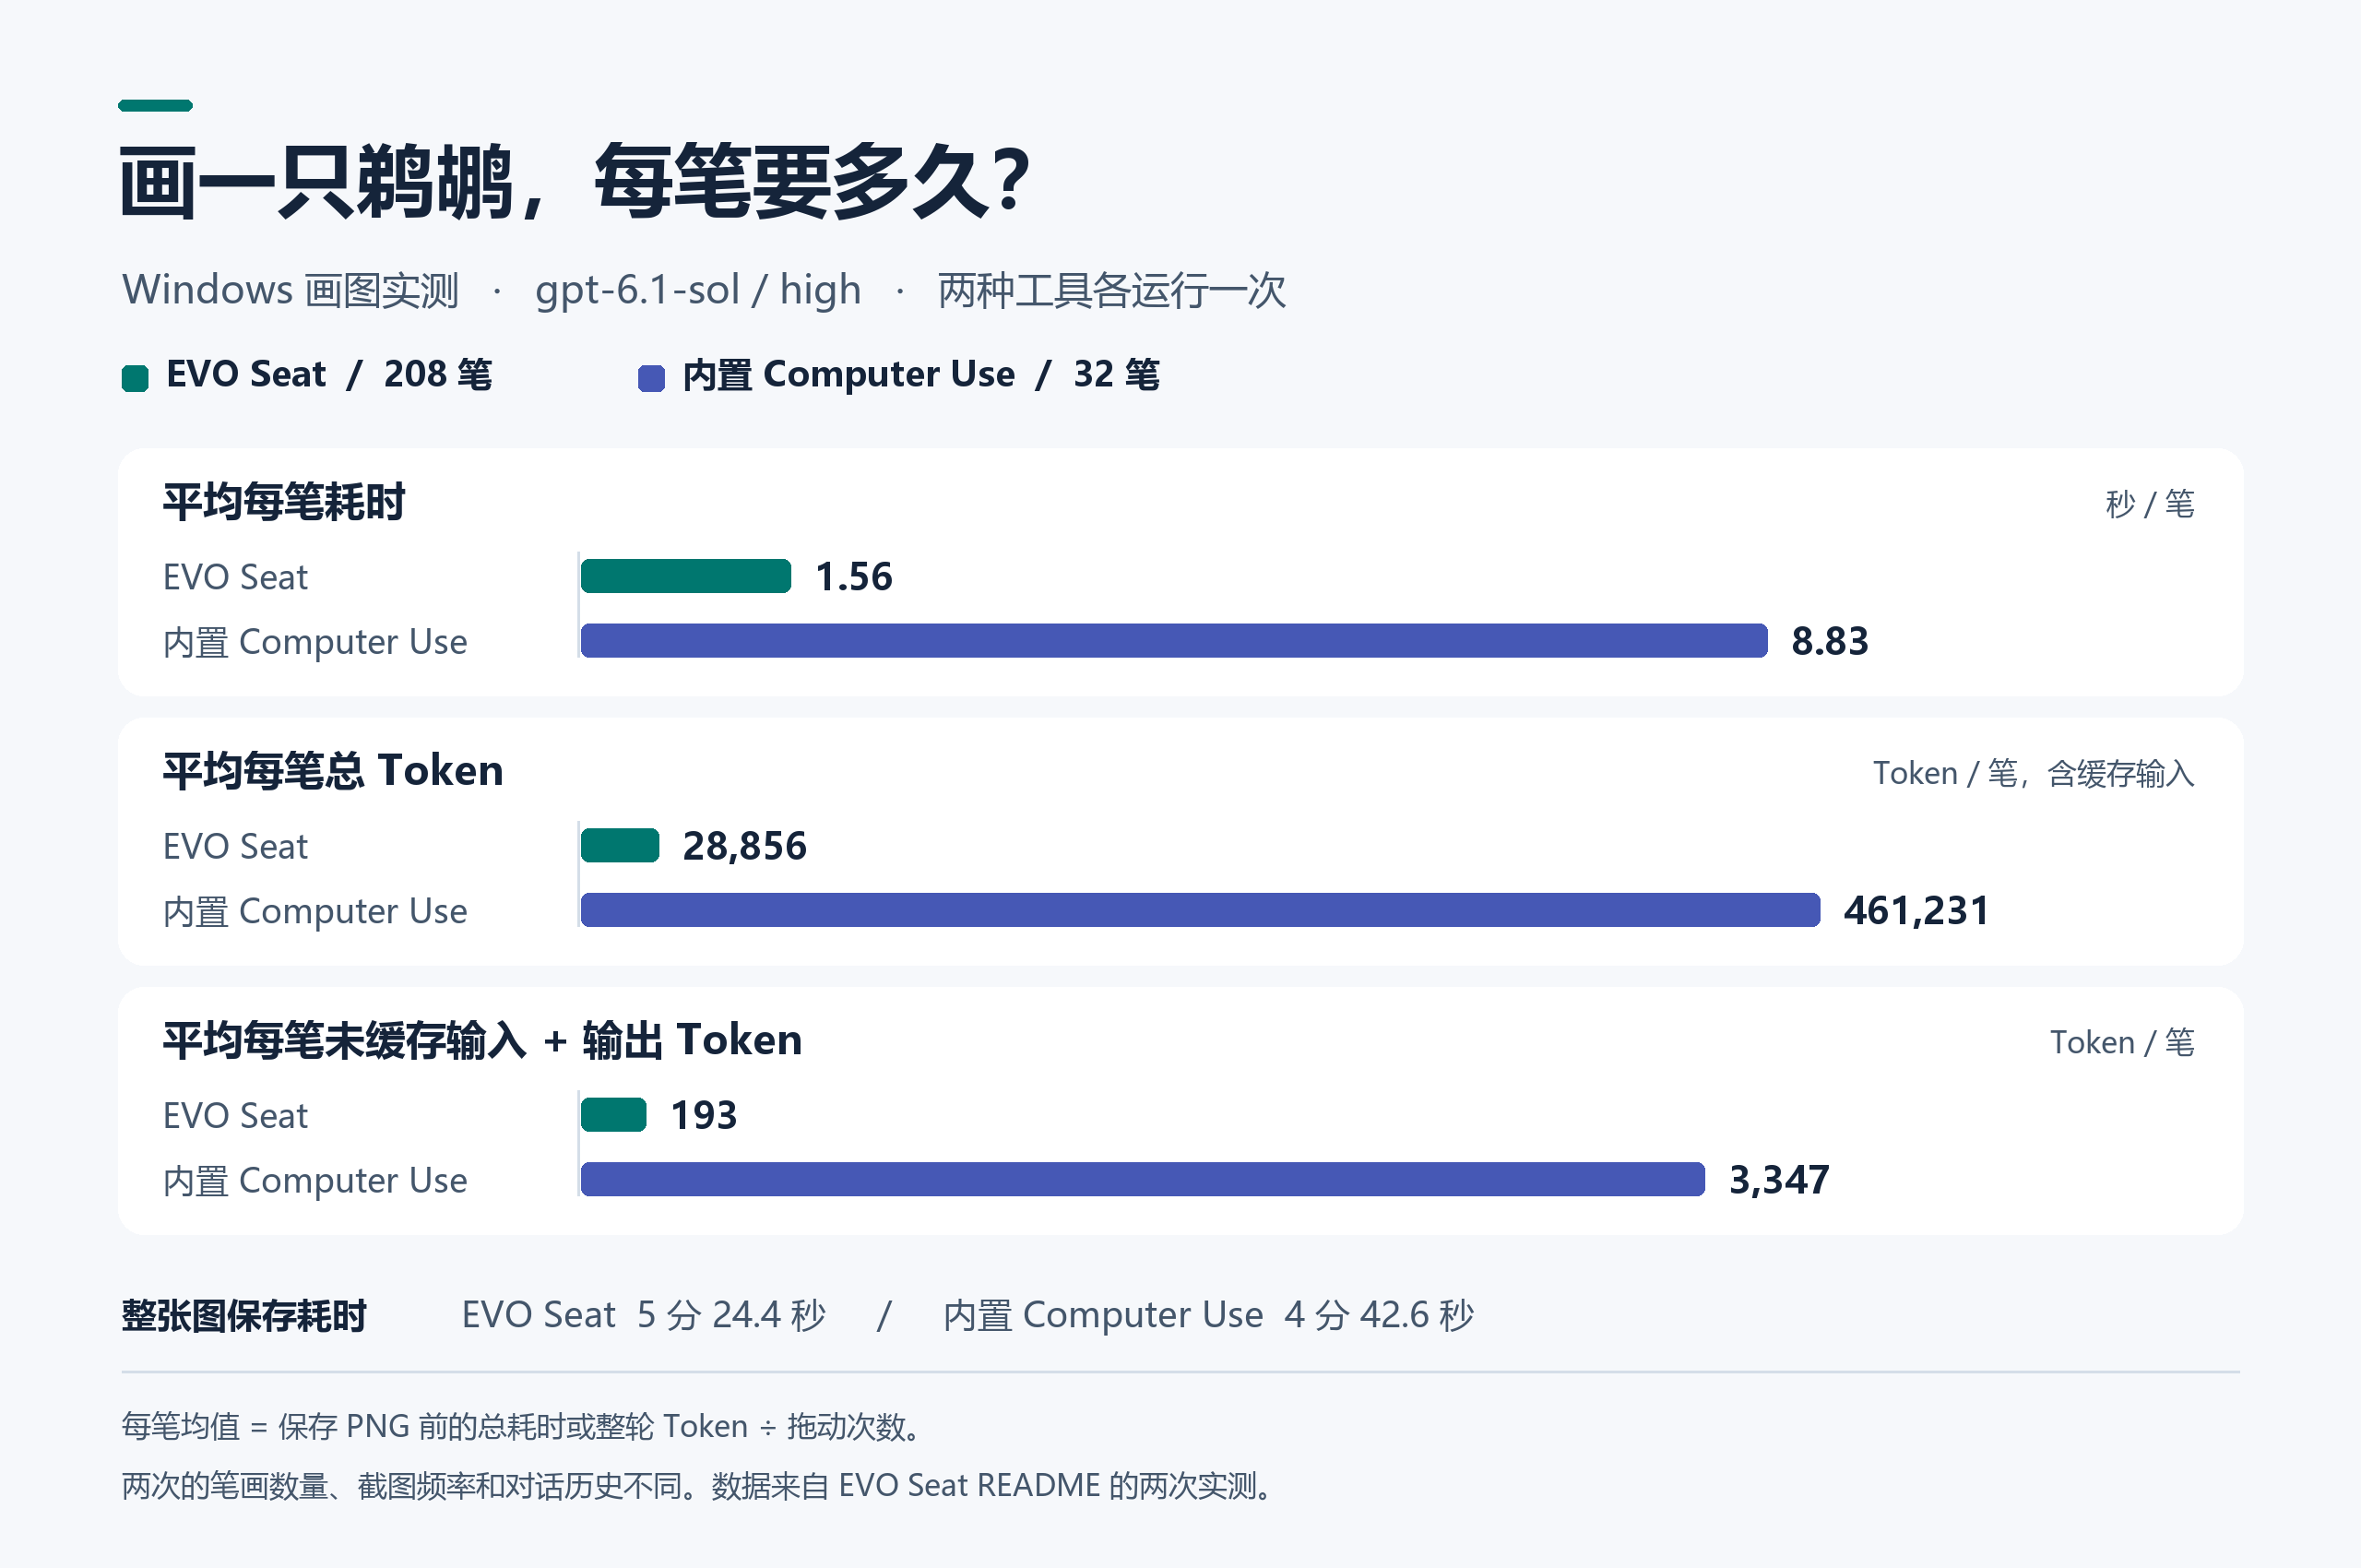 画一只鹈鹕，每笔要多久？
Windows 画图实测 · gpt-6.1-sol / high · 两种工具各运行一次
EVO Seat / 208 笔
内置 Computer Use / 32 笔
平均每笔耗时
秒 / 笔
EVO Seat 1.56
内置 Computer Use 8.83
平均每笔总 Token
Token / 笔，含缓存输入
EVO Seat 28,856
内置 Computer Use 461,231
平均每笔未缓存输入 + 输出 Token
Token / 笔
EVO Seat 193
内置 Computer Use 3,347
整张图保存耗时 EVO Seat 5 分 24.4 秒 / 内置 Computer Use 4 分 42.6 秒
每笔均值 = 保存 PNG 前的总耗时或整轮 Token ÷ 拖动次数。
两次的笔画数量、截图频率和对话历史不同。数据来自 EVO Seat README 的两次实测。